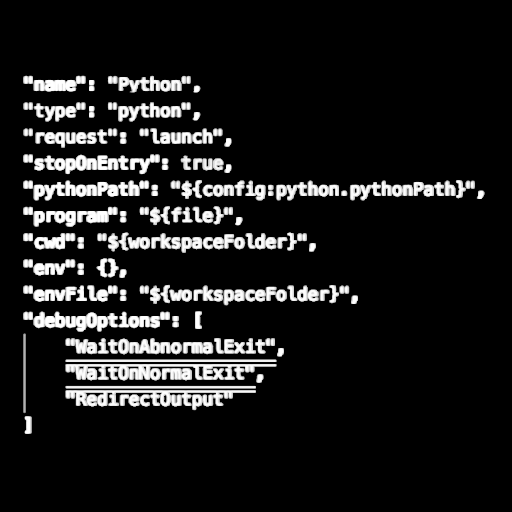 "name": "Python",
"type": "python",
"request": "launch",
"stopOnEntry": true,
"pythonPath": "${config:python.pythonPath}",
"program": "${file}",
"cwd": "${workspaceFolder}",
"env": {},
"envFile": "${workspaceFolder}",
"debugOptions": [
    "WaitOnAbnormalExit",
    "WaitOnNormalExit",
    "RedirectOutput"
]